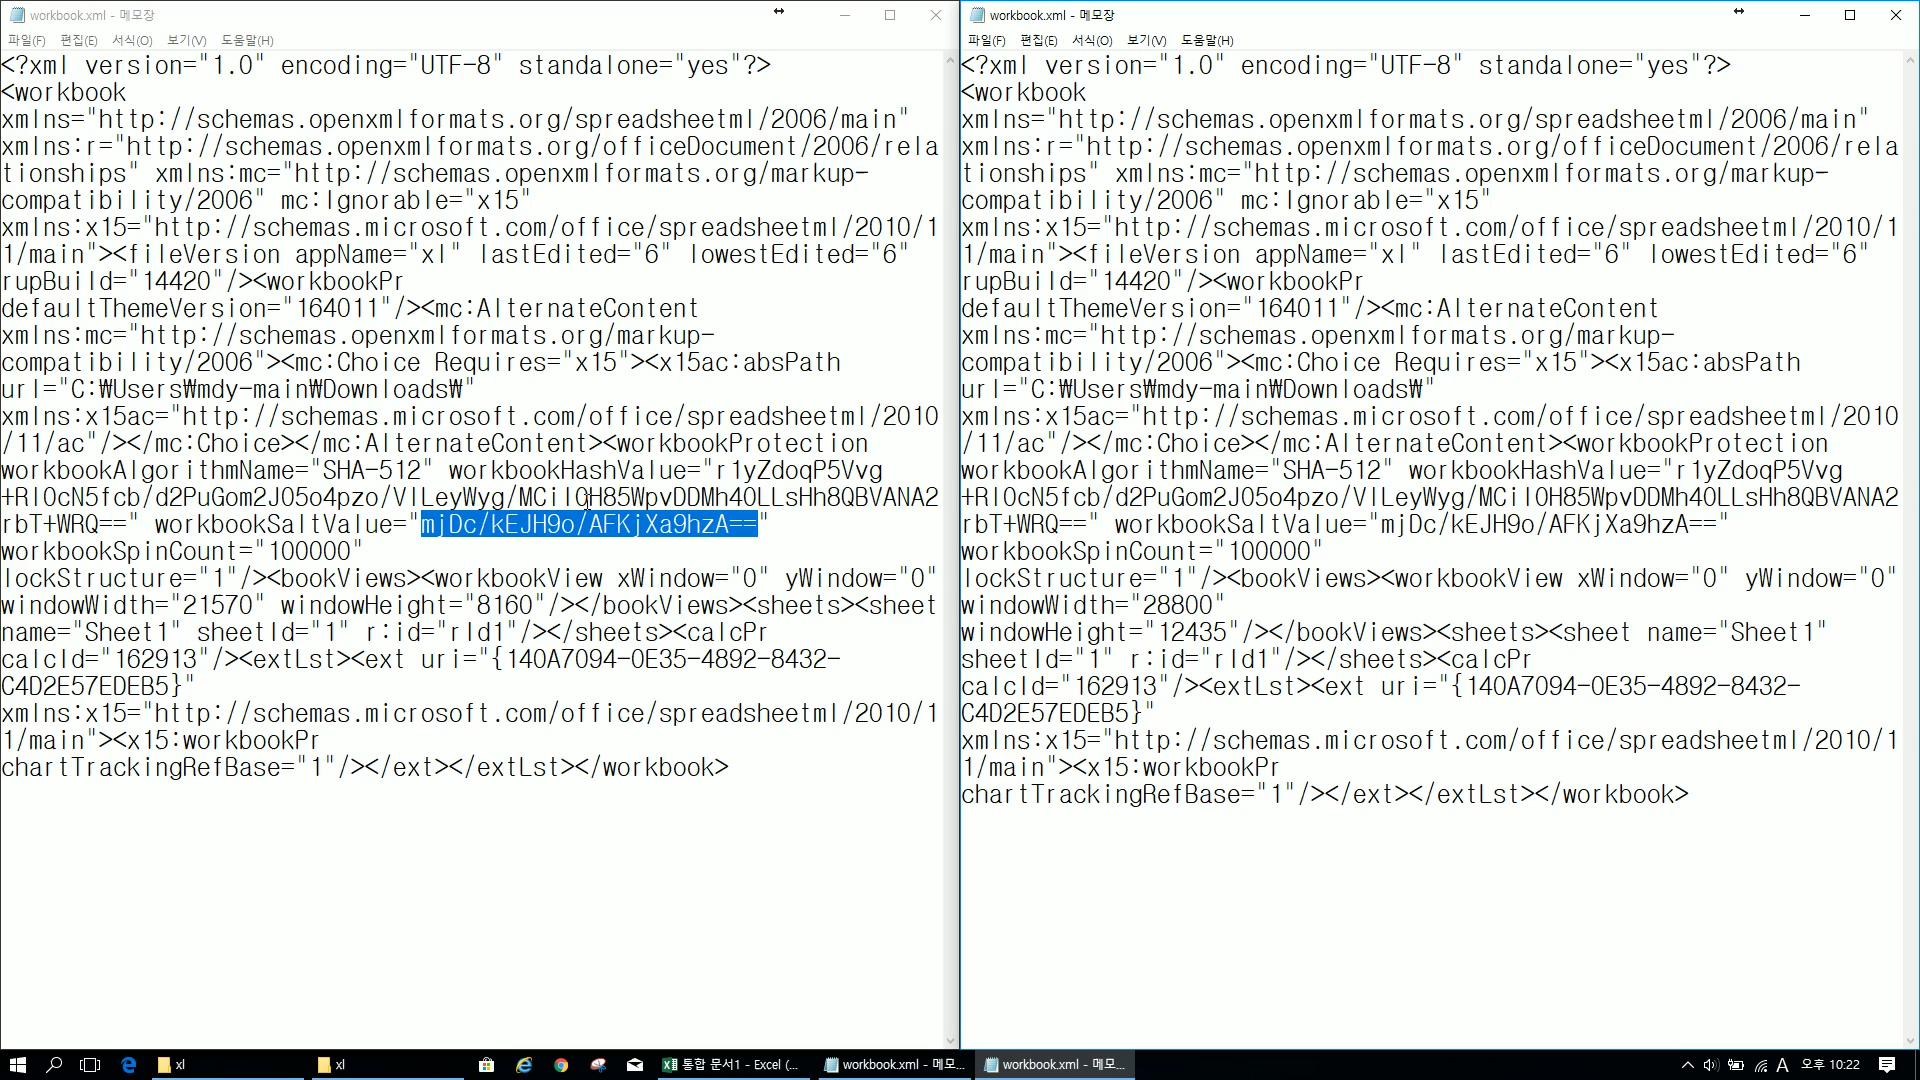 workbook.xml - 메모장
파일(F) 편집(E) 서식(O) 보기(V) 도움말(H)
<?xml version="1.0" encoding="UTF-8" standalone="yes"?>
<workbook
xmlns="http://schemas.openxmlformats.org/spreadsheetml/2006/main"
xmlns:r="http://schemas.openxmlformats.org/officeDocument/2006/rela
tionships" xmlns:mc="http://schemas.openxmlformats.org/markup-
compatibility/2006" mc:Ignorable="x15"
xmlns:x15="http://schemas.microsoft.com/office/spreadsheetml/2010/1
1/main"><fileVersion appName="xl" lastEdited="6" lowestEdited="6"
rupBuild="14420"/><workbookPr
defaultThemeVersion="164011"/><mc:AlternateContent
xmlns:mc="http://schemas.openxmlformats.org/markup-
compatibility/2006"><mc:Choice Requires="x15"><x15ac:absPath
url="C:₩Users₩mdy-main₩Downloads₩"
xmlns:x15ac="http://schemas.microsoft.com/office/spreadsheetml/2010
/11/ac"/></mc:Choice></mc:AlternateContent><workbookProtection
workbookAlgorithmName="SHA-512" workbookHashValue="r1yZdoqP5Vvg
+Rl0cN5fcb/d2PuGom2J05o4pzo/VlLeyWyg/MCil0H85WpvDDMh40LLsHh8QBVANA2
rbT+WRQ==" workbookSaltValue="mjDc/kEJH9o/AFKjXa9hzA=="
workbookSpinCount="100000"
lockStructure="1"/><bookViews><workbookView xWindow="0" yWindow="0"
windowWidth="21570" windowHeight="8160"/></bookViews><sheets><sheet
name="Sheet1" sheetId="1" r:id="rId1"/></sheets><calcPr
calcId="162913"/><extLst><ext uri="{140A7094-0E35-4892-8432-
C4D2E57EDEB5}"
xmlns:x15="http://schemas.microsoft.com/office/spreadsheetml/2010/1
1/main"><x15:workbookPr
chartTrackingRefBase="1"/></ext></extLst></workbook>
workbook.xml - 메모장
파일(F) 편집(E) 서식(O) 보기(V) 도움말(H)
<?xml version="1.0" encoding="UTF-8" standalone="yes"?>
<workbook
xmlns="http://schemas.openxmlformats.org/spreadsheetml/2006/main"
xmlns:r="http://schemas.openxmlformats.org/officeDocument/2006/rela
tionships" xmlns:mc="http://schemas.openxmlformats.org/markup-
compatibility/2006" mc:Ignorable="x15"
xmlns:x15="http://schemas.microsoft.com/office/spreadsheetml/2010/1
1/main"><fileVersion appName="xl" lastEdited="6" lowestEdited="6"
rupBuild="14420"/><workbookPr
defaultThemeVersion="164011"/><mc:AlternateContent
xmlns:mc="http://schemas.openxmlformats.org/markup-
compatibility/2006"><mc:Choice Requires="x15"><x15ac:absPath
url="C:₩Users₩mdy-main₩Downloads₩"
xmlns:x15ac="http://schemas.microsoft.com/office/spreadsheetml/2010
/11/ac"/></mc:Choice></mc:AlternateContent><workbookProtection
workbookAlgorithmName="SHA-512" workbookHashValue="r1yZdoqP5Vvg
+Rl0cN5fcb/d2PuGom2J05o4pzo/VlLeyWyg/MCil0H85WpvDDMh40LLsHh8QBVANA2
rbT+WRQ==" workbookSaltValue="mjDc/kEJH9o/AFKjXa9hzA=="
workbookSpinCount="100000"
lockStructure="1"/><bookViews><workbookView xWindow="0" yWindow="0"
windowWidth="28800"
windowHeight="12435"/></bookViews><sheets><sheet name="Sheet1"
sheetId="1" r:id="rId1"/></sheets><calcPr
calcId="162913"/><extLst><ext uri="{140A7094-0E35-4892-8432-
C4D2E57EDEB5}"
xmlns:x15="http://schemas.microsoft.com/office/spreadsheetml/2010/1
1/main"><x15:workbookPr
chartTrackingRefBase="1"/></ext></extLst></workbook>
xl xl 통합 문서1 - Excel (... workbook.xml - 메모... workbook.xml - 메모... A 오후 10:22